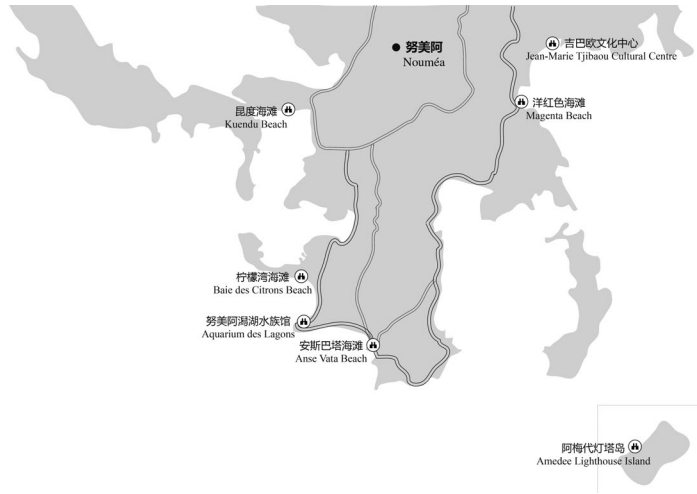 努美阿
Nouméa
吉巴欧文化中心
Jean-Marie Tjibaou Cultural Centre
昆度海滩
Kuendu Beach
洋红色海滩
Magenta Beach
柠檬湾海滩
Baie des Citrons Beach
努美阿潟湖水族馆
Aquarium des Lagons
安斯巴塔海滩
Anse Vata Beach
阿梅代灯塔岛
Amedee Lighthouse Island